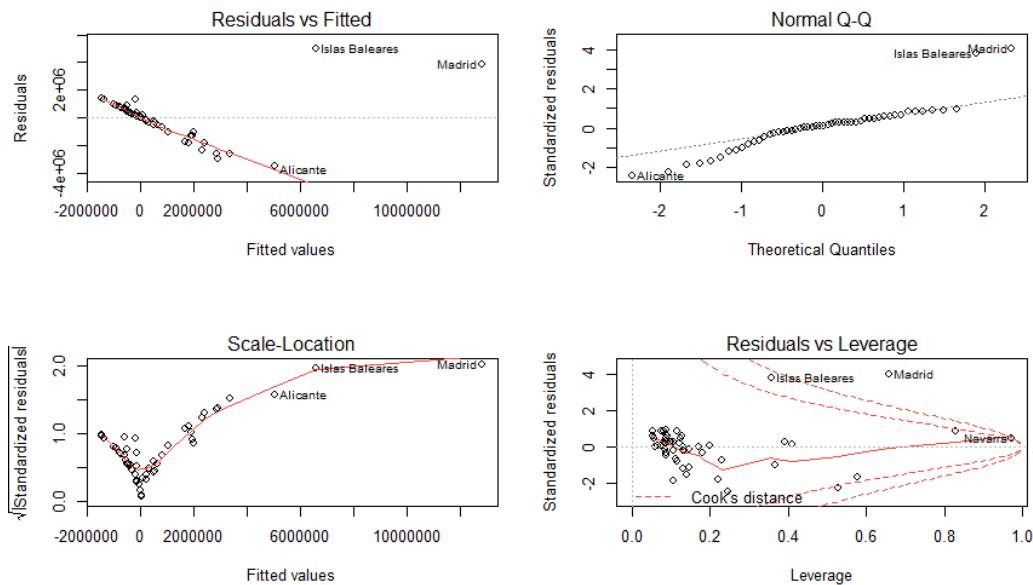 Residuals vs Fitted
Residuals
2e+06
-4e+06
Islas Baleares
Madrid
Alicante
-2000000 0 2000000 6000000 10000000
Fitted values
Normal Q-Q
Standardized residuals
4
2
0
-2
Islas Baleares
Madrid
Alicante
-2 -1 0 1 2
Theoretical Quantiles
Scale-Location
√|Standardized residuals|
2.0
1.0
0.0
Islas Baleares
Madrid
Alicante
-2000000 0 2000000 6000000 10000000
Fitted values
Residuals vs Leverage
Standardized residuals
4
2
0
-2
Islas Baleares
Madrid
Navarra
Cook's distance
0.0 0.2 0.4 0.6 0.8 1.0
Leverage